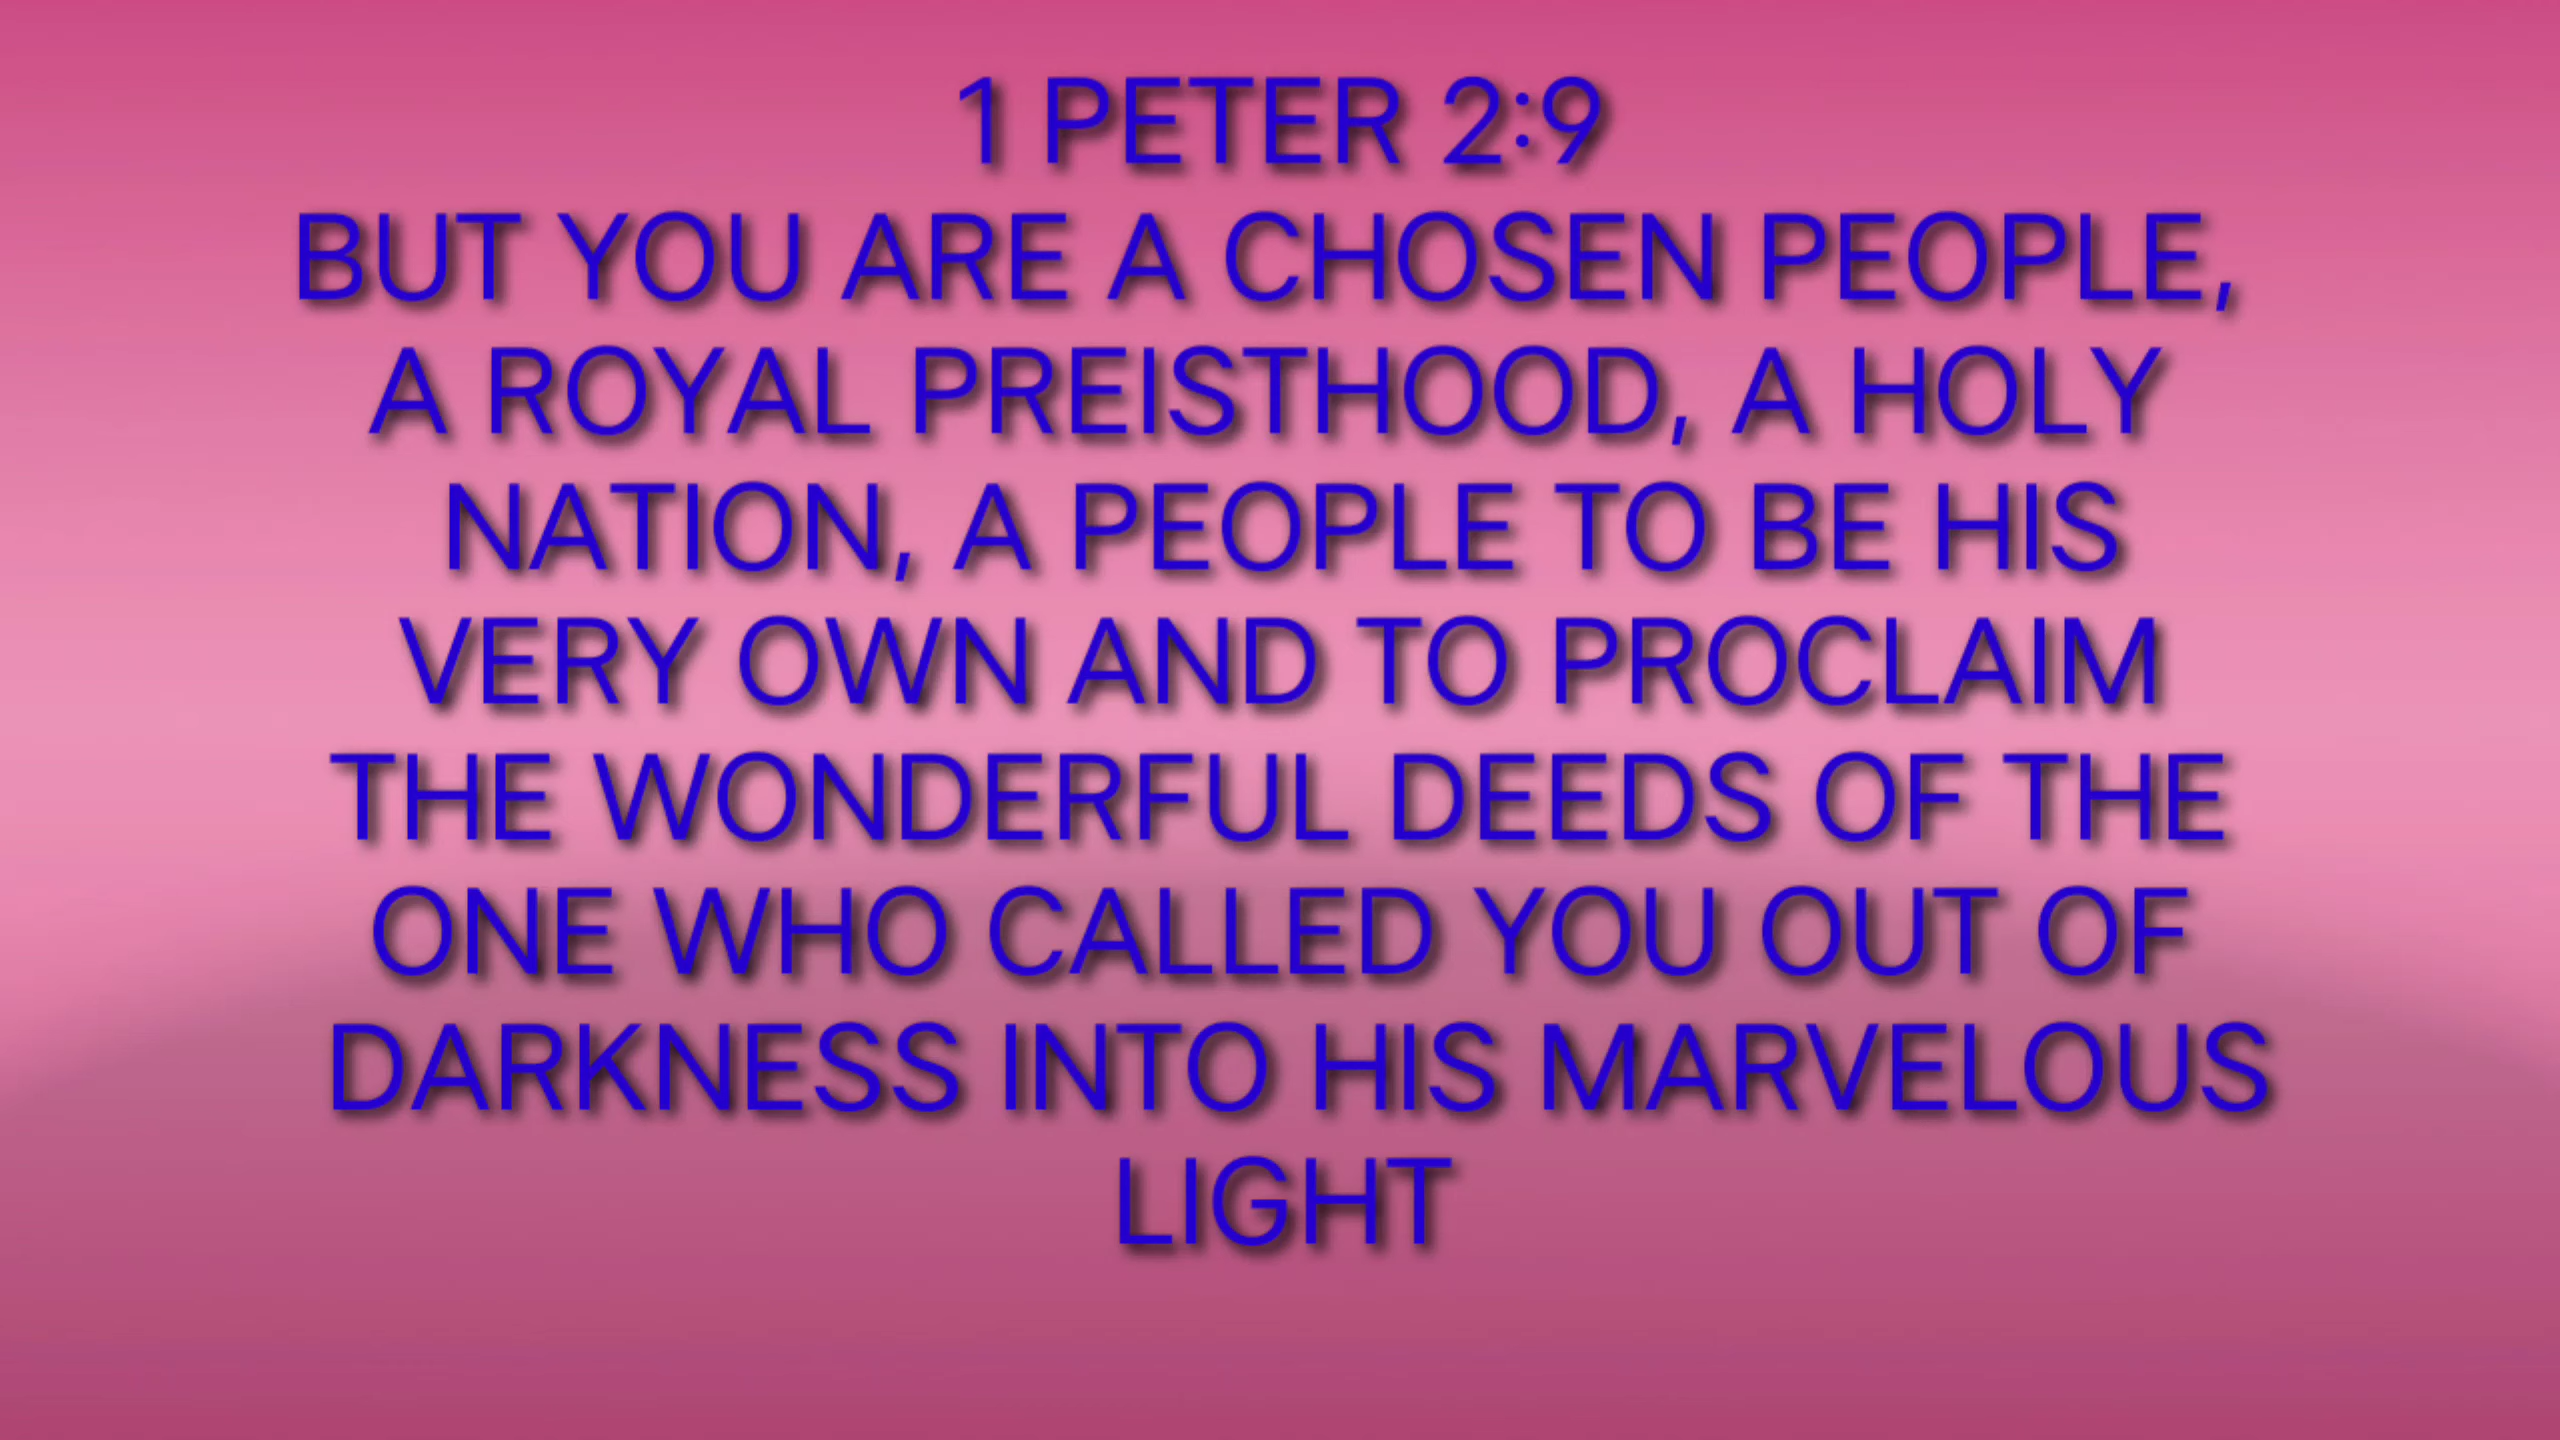 1 PETER 2:9
BUT YOU ARE A CHOSEN PEOPLE,
A ROYAL PREISTHOOD, A HOLY
NATION, A PEOPLE TO BE HIS
VERY OWN AND TO PROCLAIM
THE WONDERFUL DEEDS OF THE
ONE WHO CALLED YOU OUT OF
DARKNESS INTO HIS MARVELOUS
LIGHT